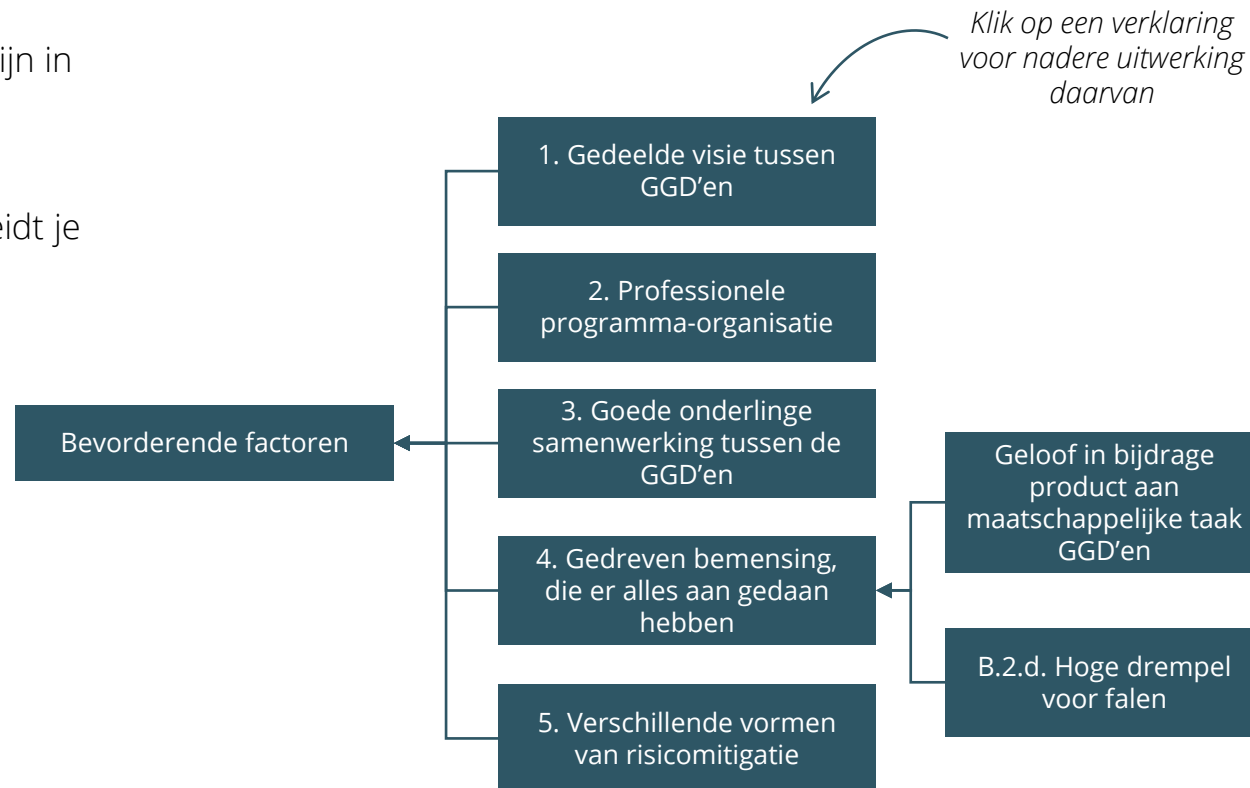 ijn in
eidt je
Klik op een verklaring
voor nadere uitwerking
daarvan
1. Gedeelde visie tussen
GGD’en
2. Professionele
programma-organisatie
Bevorderende factoren
3. Goede onderlinge
samenwerking tussen de
GGD’en
4. Gedreven bemensing,
die er alles aan gedaan
hebben
5. Verschillende vormen
van risicomitigatie
Geloof in bijdrage
product aan
maatschappelijke taak
GGD’en
B.2.d. Hoge drempel
voor falen